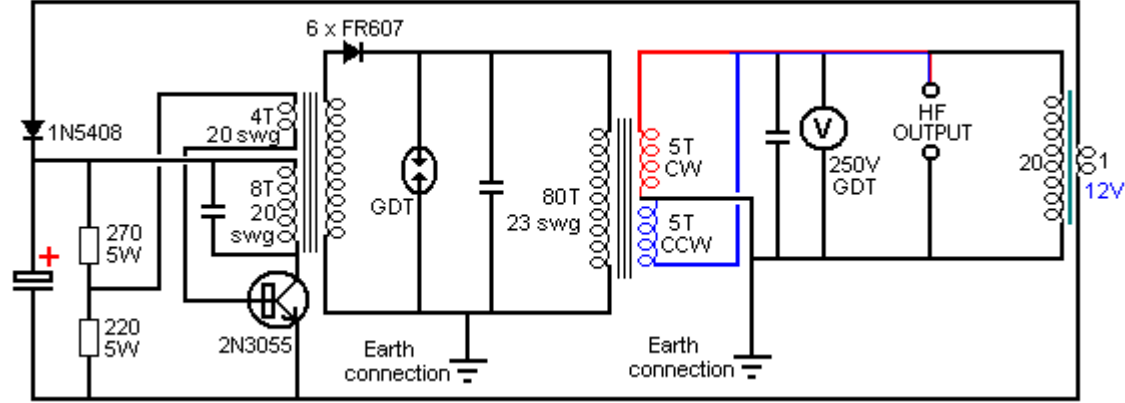 6 x FR607
1N5408
4T
20 swg
8T
20
swg
270
5W
220
5W
+
2N3055
GDT
Earth
connection
80T
23 swg
5T
CW
5T
CCW
Earth
connection
V
250V
GDT
HF
OUTPUT
20
1
12V